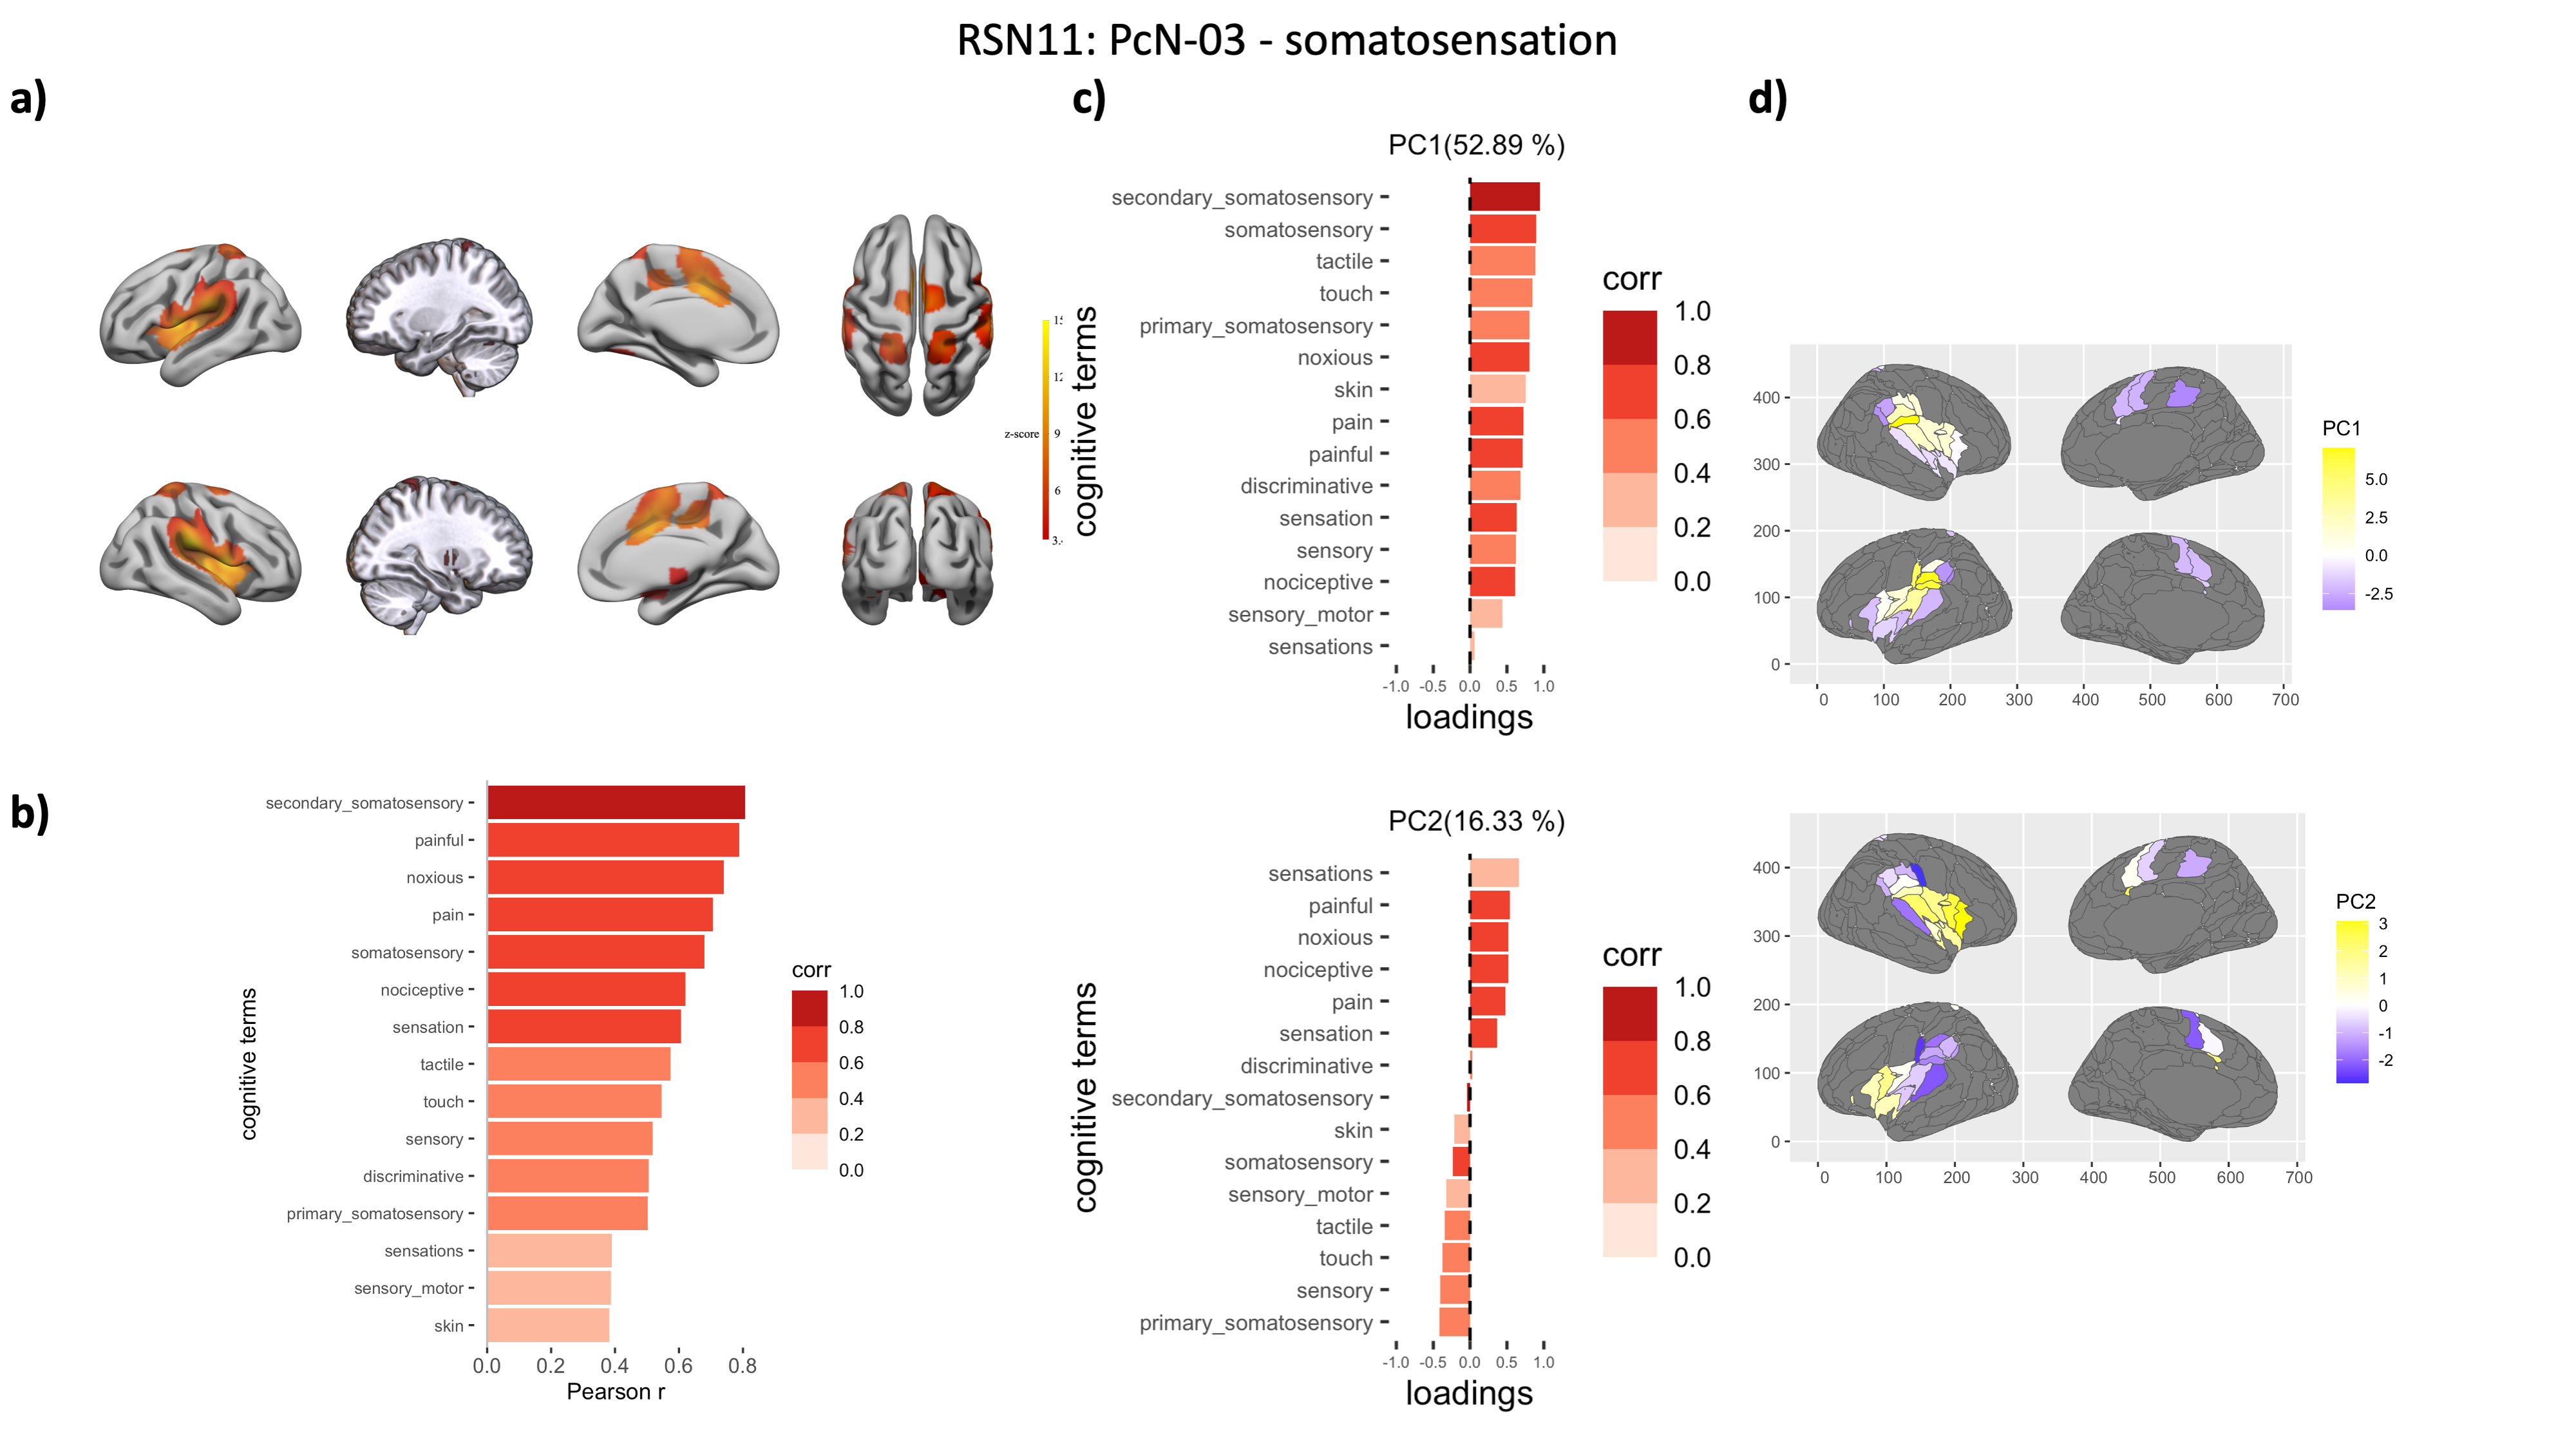 RSN11: PcN-03 - somatosensation
a)
z-score
12
9
6
b)
secondary_somatosensory
painful
noxious
pain
somatosensory
nociceptive
sensation
tactile
touch
sensory
discriminative
primary_somatosensory
sensations
sensory_motor
skin
cognitive terms
0.0 0.2 0.4 0.6 0.8
Pearson r
corr
1.0
0.8
0.6
0.4
0.2
0.0
c)
PC1(52.89 %)
cognitive terms
secondary_somatosensory
somatosensory
tactile
touch
primary_somatosensory
noxious
skin
pain
painful
discriminative
sensation
sensory
nociceptive
sensory_motor
sensations
-1.0 -0.5 0.0 0.5 1.0
loadings
corr
1.0
0.8
0.6
0.4
0.2
0.0
PC2(16.33 %)
cognitive terms
sensations
painful
noxious
nociceptive
pain
sensation
discriminative
secondary_somatosensory
skin
somatosensory
sensory_motor
tactile
touch
sensory
primary_somatosensory
-1.0 -0.5 0.0 0.5 1.0
loadings
corr
1.0
0.8
0.6
0.4
0.2
0.0
d)
400
300
200
100
0
0 100 200 300 400 500 600 700
PC1
5.0
2.5
0.0
-2.5
400
300
200
100
0
0 100 200 300 400 500 600 700
PC2
3
2
1
0
-1
-2